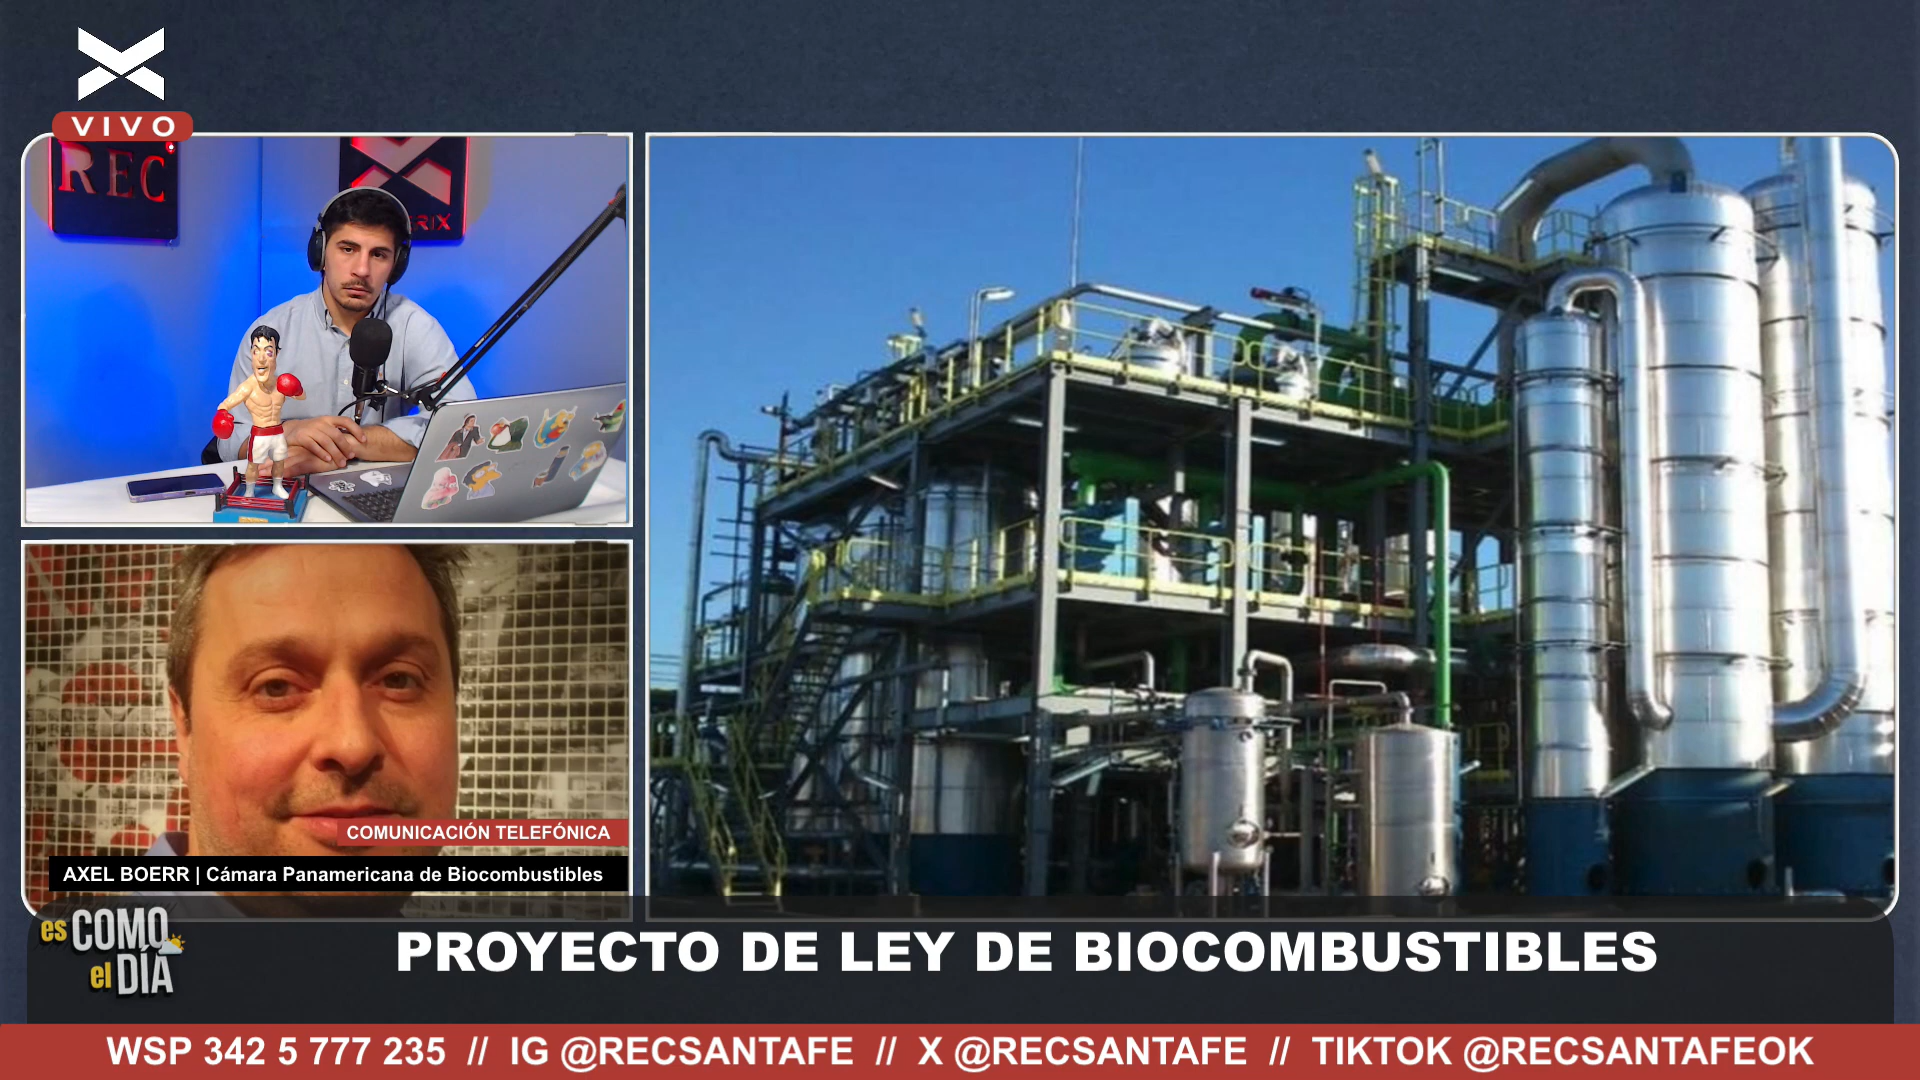 VIVO
REC
RIX
COMUNICACIÓN TELEFÓNICA
AXEL BOERR | Cámara Panamericana de Biocombustibles
es COMO
el DÍA
PROYECTO DE LEY DE BIOCOMBUSTIBLES
WSP 342 5 777 235 // IG @RECSANTAFE // X @RECSANTAFE // TIKTOK @RECSANTAFEOK